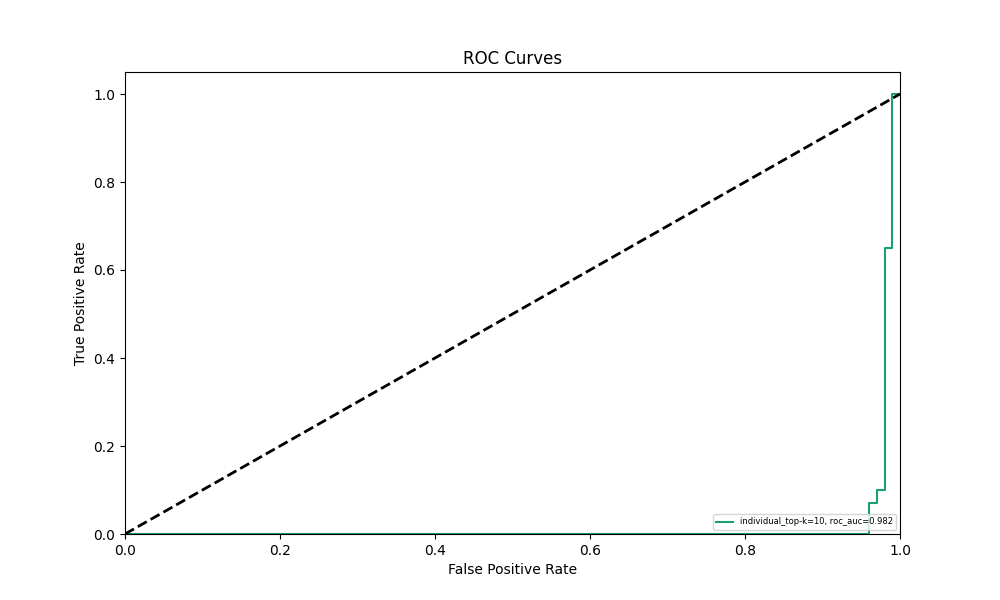 ROC Curves
True Positive Rate
1.0
0.8
0.6
0.4
0.2
0.0
individual_top-k=10, roc_auc=0.982
0.0 0.2 0.4 0.6 0.8 1.0
False Positive Rate